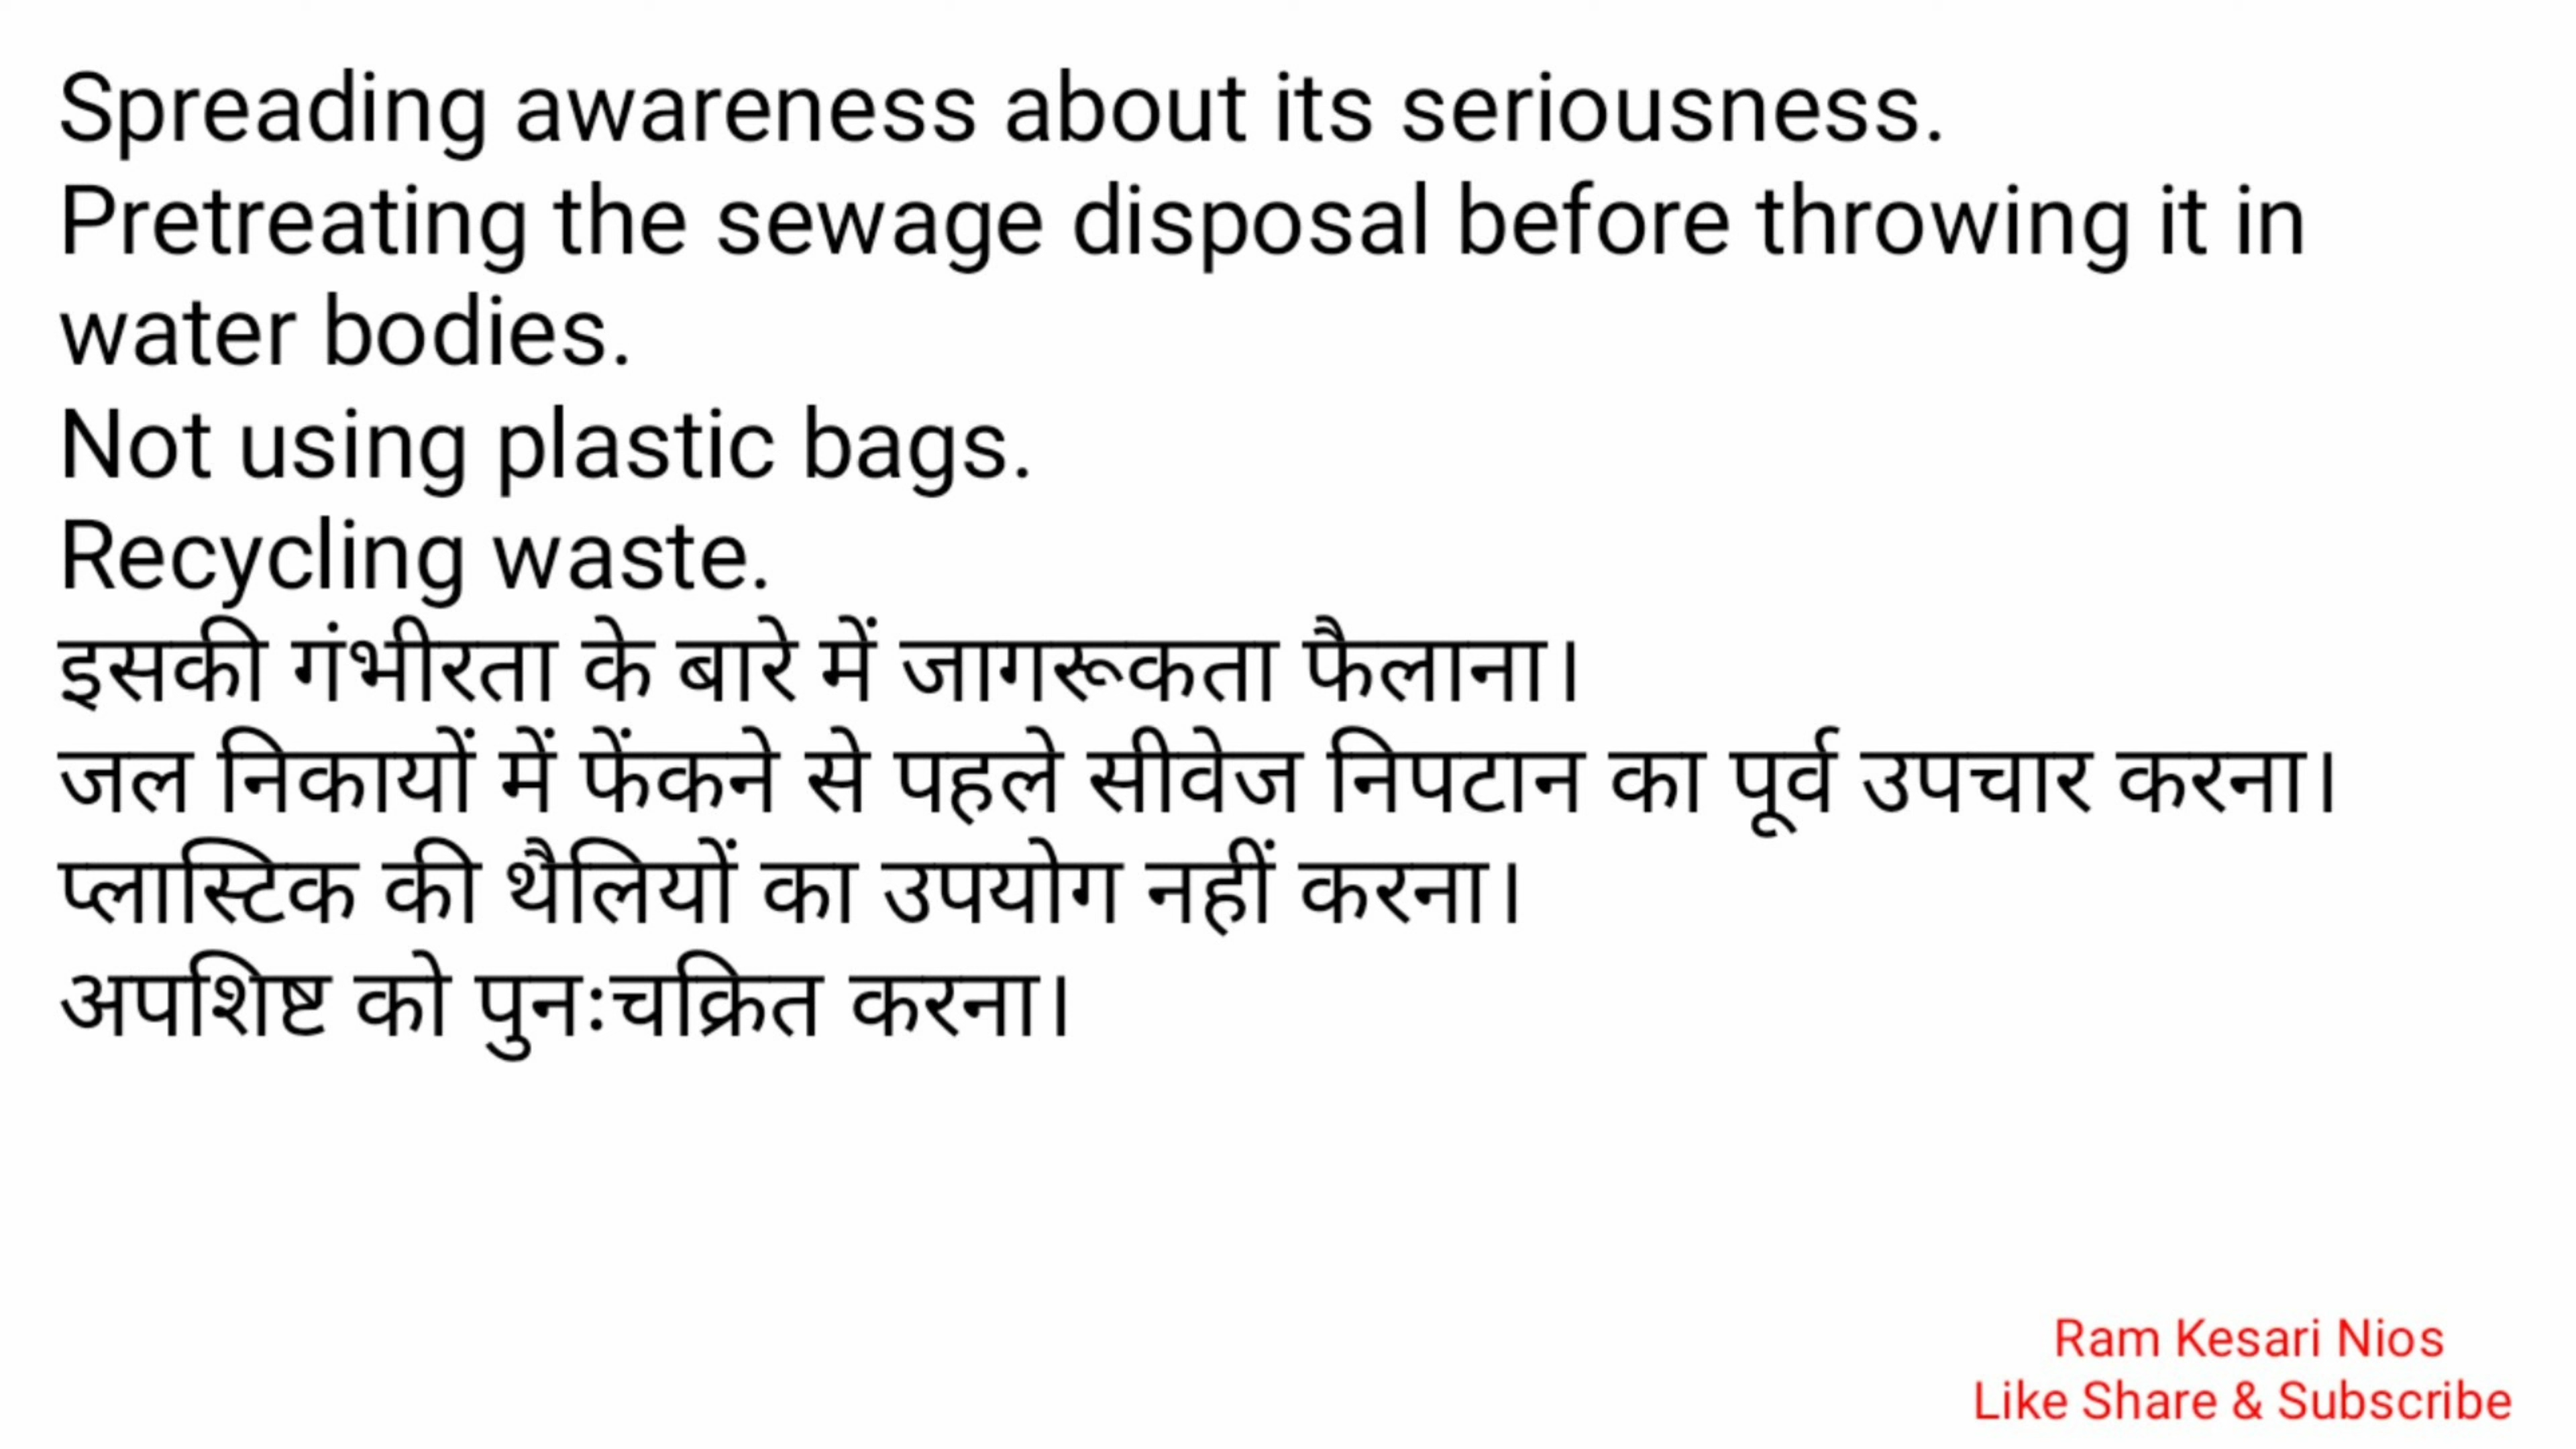 Spreading awareness about its seriousness.
Pretreating the sewage disposal before throwing it in
water bodies.
Not using plastic bags.
Recycling waste.
इसकी गंभीरता के बारे में जागरूकता फैलाना।
जल निकायों में फेंकने से पहले सीवेज निपटान का पूर्व उपचार करना।
प्लास्टिक की थैलियों का उपयोग नहीं करना।
अपशिष्ट को पुनःचक्रित करना।
Ram Kesari Nios
Like Share & Subscribe